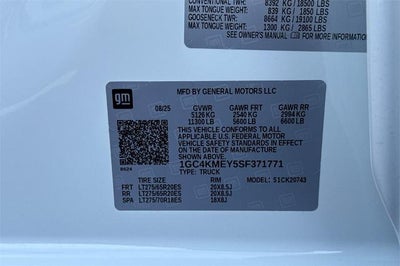 CONVENTIONAL TWR: 8392 KG / 18500 LBS
MAX TONGUE WEIGHT: 839 KG / 1850 LBS
GOOSENECK TWR: 8664 KG / 19100 LBS
MAX TONGUE WEIGHT: 1300 KG / 2865 LBS
SEE OWNER'S MANUAL FOR ADDITIONAL INFORMATION
gm
MFD BY GENERAL MOTORS LLC
08/25 GVWR GAWR FRT GAWR RR
5126 KG 2540 KG 2994 KG
11300 LB 5600 LB 6600 LB
THIS VEHICLE CONFORMS TO ALL
APPLICABLE U.S. FEDERAL MOTOR VEHICLE
SAFETY STANDARDS IN EFFECT ON THE DATE
OF MANUFACTURE SHOWN ABOVE.
1GC4KMEY5SF371771
8624 TYPE: TRUCK
TIRE SIZE RIM MODEL: S1CK20743
FRT LT275/65R20ES 20X8.5J
RR LT275/65R20ES 20X8.5J
SPA LT275/70R18ES 18X8J